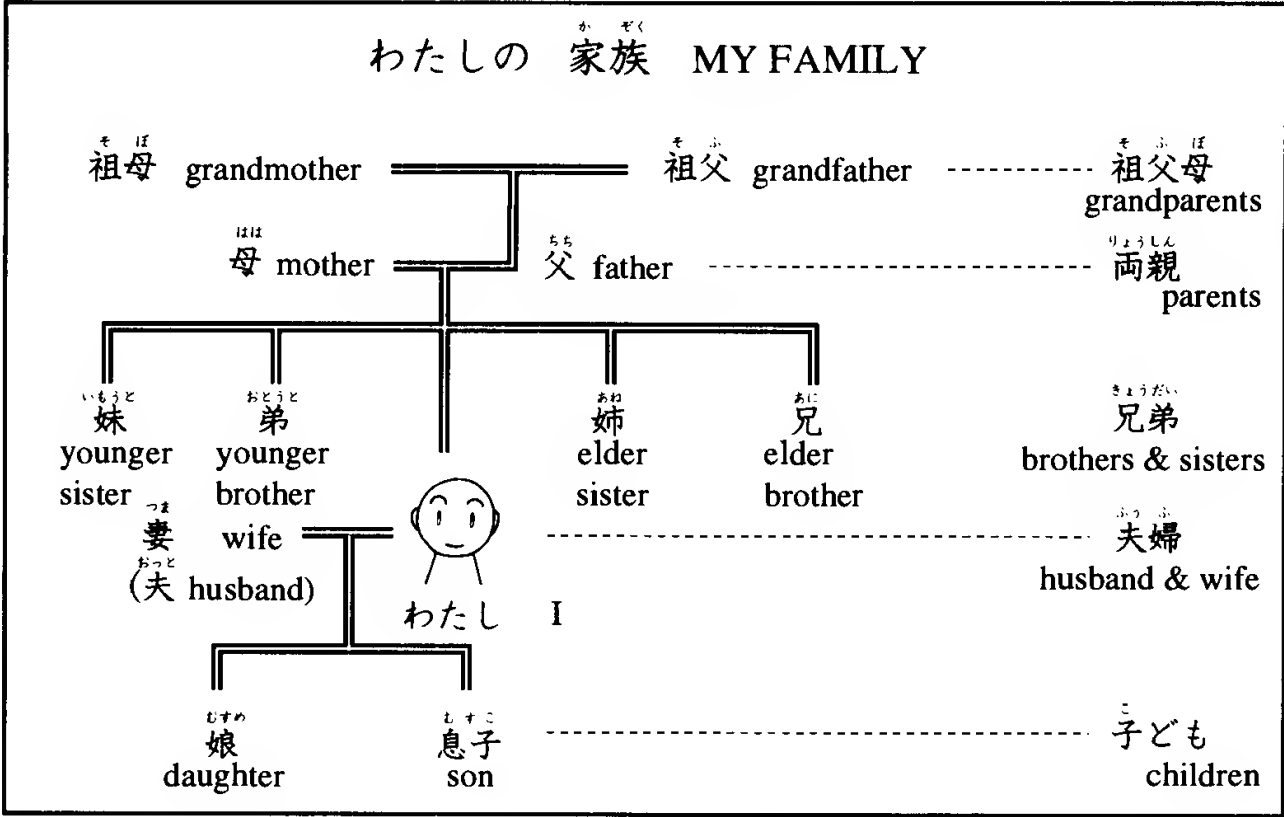 か ぞく
わたしの 家族 MY FAMILY
そ ぼ そ ふ そ ふ ぼ
祖母 grandmother 祖父 grandfather 祖父母
grandparents
はは ちち りょうしん
母 mother 父 father 両親
parents
いもうと おとうと あね あに きょうだい
妹 弟 姉 兄 兄弟
younger younger elder elder brothers & sisters
sister brother sister brother
つま ふう ふ
妻 wife 夫婦
おっと
(夫 husband) husband & wife
わたし I
むすめ むすこ こ
娘 息子 子ども
daughter son children